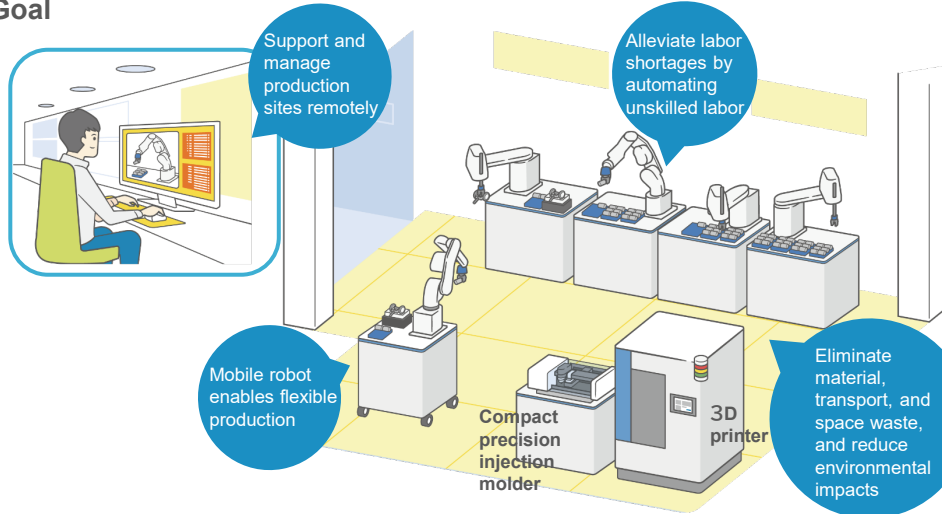 Goal
Support and
manage
production
sites remotely
Alleviate labor
shortages by
automating
unskilled labor
Mobile robot
enables flexible
production
Compact
precision
injection
molder
3D
printer
Eliminate
material,
transport, and
space waste,
and reduce
environmental
impacts